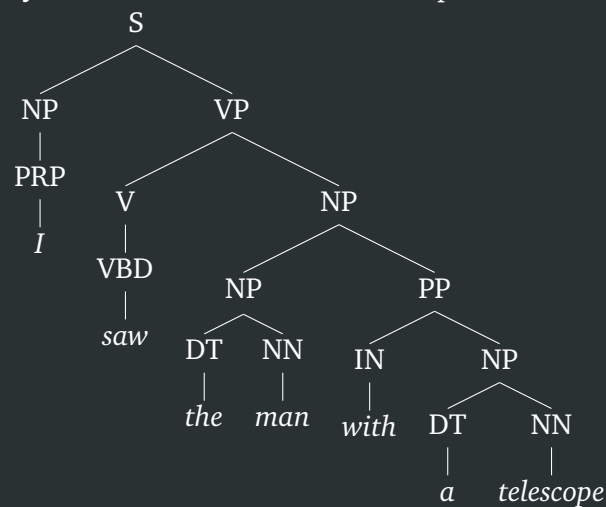 S
NP VP
PRP V NP
I VBD NP PP
saw DT NN IN NP
the man with DT NN
a telescope